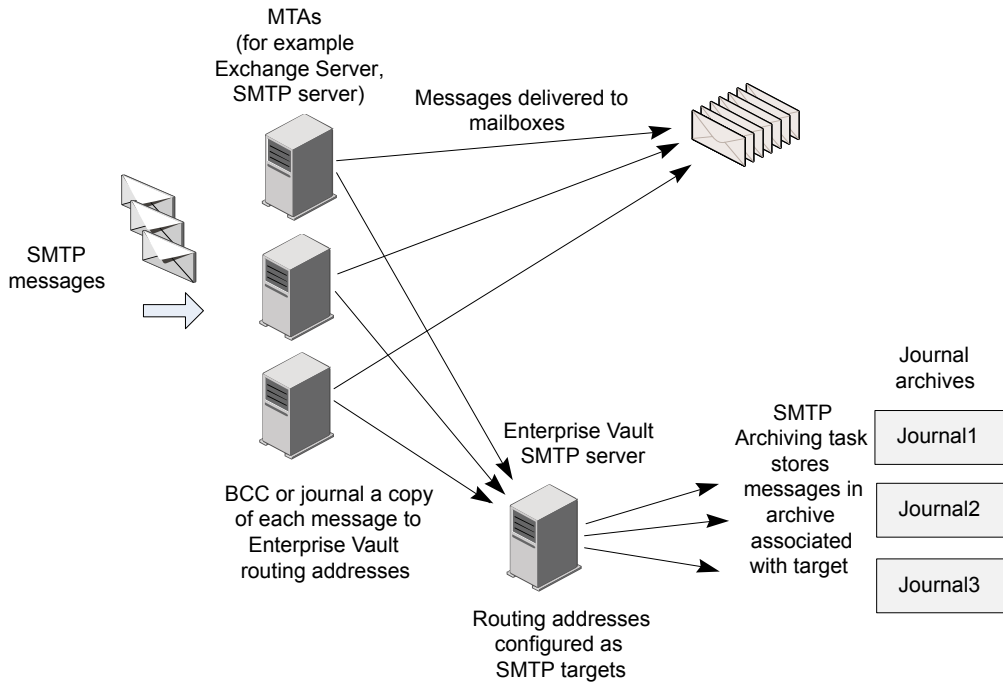 MTAs
(for example
Exchange Server,
SMTP server)
Messages delivered to
mailboxes
SMTP
messages
Journal
archives
Enterprise Vault
SMTP server
SMTP
Archiving task
stores
messages in
archive
associated
with target
Journal1
Journal2
Journal3
BCC or journal a copy
of each message to
Enterprise Vault
routing addresses
Routing addresses
configured as
SMTP targets